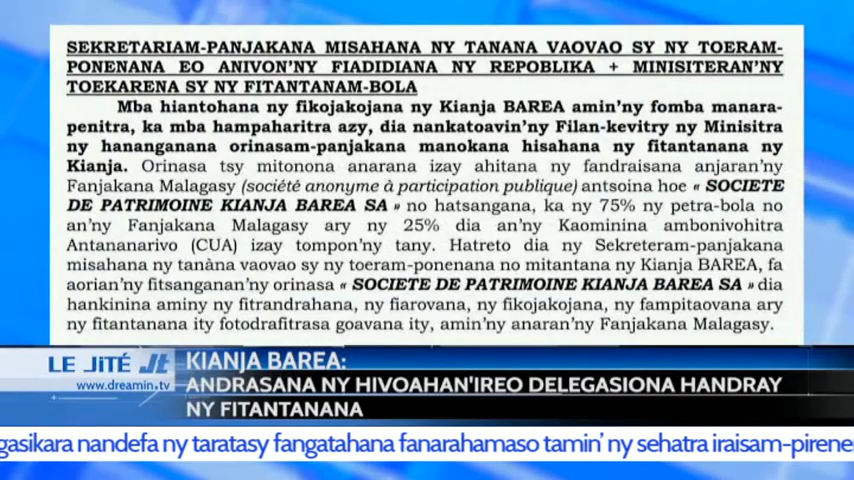 SEKRETARIAM-PANJAKANA MISAHANA NY TANANA VAOVAO SY NY TOERAM-
PONENANA EO ANIVON'NY FIADIDIANA NY REPOBLIKA + MINISITERAN'NY
TOEKARENA SY NY FITANTANAM-BOLA
Mba hiantohana ny fikojakojana ny Kianja BAREA amin'ny fomba manara-
penitra, ka mba hampaharitra azy, dia nankatoavin'ny Filan-kevitry ny Minisitra
ny hananganana orinasam-panjakana manokana hisahana ny fitantanana ny
Kianja. Orinasa tsy mitonona anarana izay ahitana ny fandraisana anjaran'ny
Fanjakana Malagasy (société anonyme à participation publique) antsoina hoe « SOCIETE
DE PATRIMOINE KIANJA BAREA SA » no hatsangana, ka ny 75% ny petra-bola no
an'ny Fanjakana Malagasy ary ny 25% dia an'ny Kaominina ambonivohitra
Antananarivo (CUA) izay tompon'ny tany. Hatreto dia ny Sekreteram-panjakana
misahana ny tanàna vaovao sy ny toeram-ponenana no mitantana ny Kianja BAREA, fa
aorian'ny fitsanganan'ny orinasa « SOCIETE DE PATRIMOINE KIANJA BAREA SA » dia
hankinina aminy ny fitrandrahana, ny fiarovana, ny fikojakojana, ny fampitaovana ary
ny fitantanana ity fotodrafitrasa goavana ity, amin'ny anaran'ny Fanjakana Malagasy.
LE JiTÉ Jt
www.dreamin.tv
KIANJA BAREA:
ANDRASANA NY HIVOAHAN'IREO DELEGASIONA HANDRAY
NY FITANTANANA
gasikara nandefa ny taratasy fangatahana fanarahamaso tamin' ny sehatra iraisam-pirene